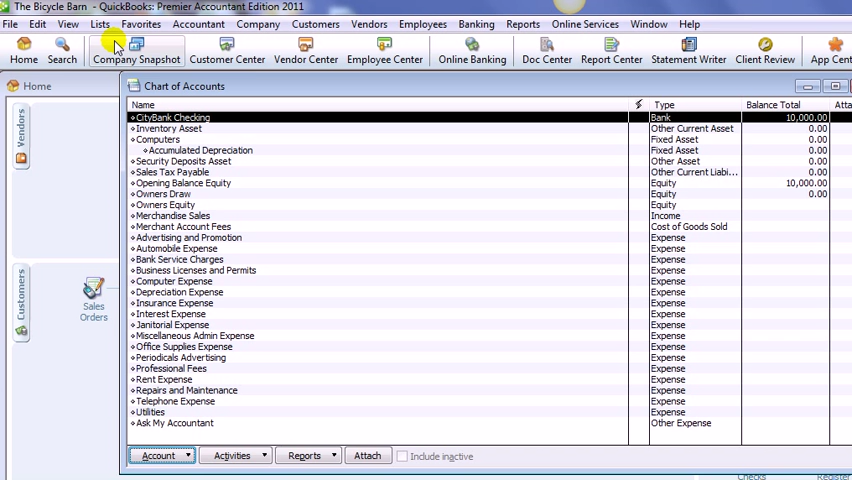 The Bicycle Barn - QuickBooks: Premier Accountant Edition 2011
File Edit View Lists Favorites Accountant Company Customers Vendors Employees Banking Reports Online Services Window Help
Home Search Company Snapshot Customer Center Vendor Center Employee Center Online Banking Doc Center Report Center Statement Writer Client Review App Cent
Home
Chart of Accounts
Name Type Balance Total Atta
CityBank Checking Bank 10,000.00
Inventory Asset Other Current Asset 0.00
Computers Fixed Asset 0.00
Accumulated Depreciation Fixed Asset 0.00
Security Deposits Asset Other Asset 0.00
Sales Tax Payable Other Current Liabi... 0.00
Opening Balance Equity Equity 10,000.00
Owners Draw Equity 0.00
Owners Equity Equity
Merchandise Sales Income
Merchant Account Fees Cost of Goods Sold
Advertising and Promotion Expense
Automobile Expense Expense
Bank Service Charges Expense
Business Licenses and Permits Expense
Computer Expense Expense
Depreciation Expense Expense
Insurance Expense Expense
Interest Expense Expense
Janitorial Expense Expense
Miscellaneous Admin Expense Expense
Office Supplies Expense Expense
Periodicals Advertising Expense
Professional Fees Expense
Rent Expense Expense
Repairs and Maintenance Expense
Telephone Expense Expense
Utilities Expense
Ask My Accountant Other Expense
Account Activities Reports Attach Include inactive
Vendors
Customers
Sales
Orders
Checks Register